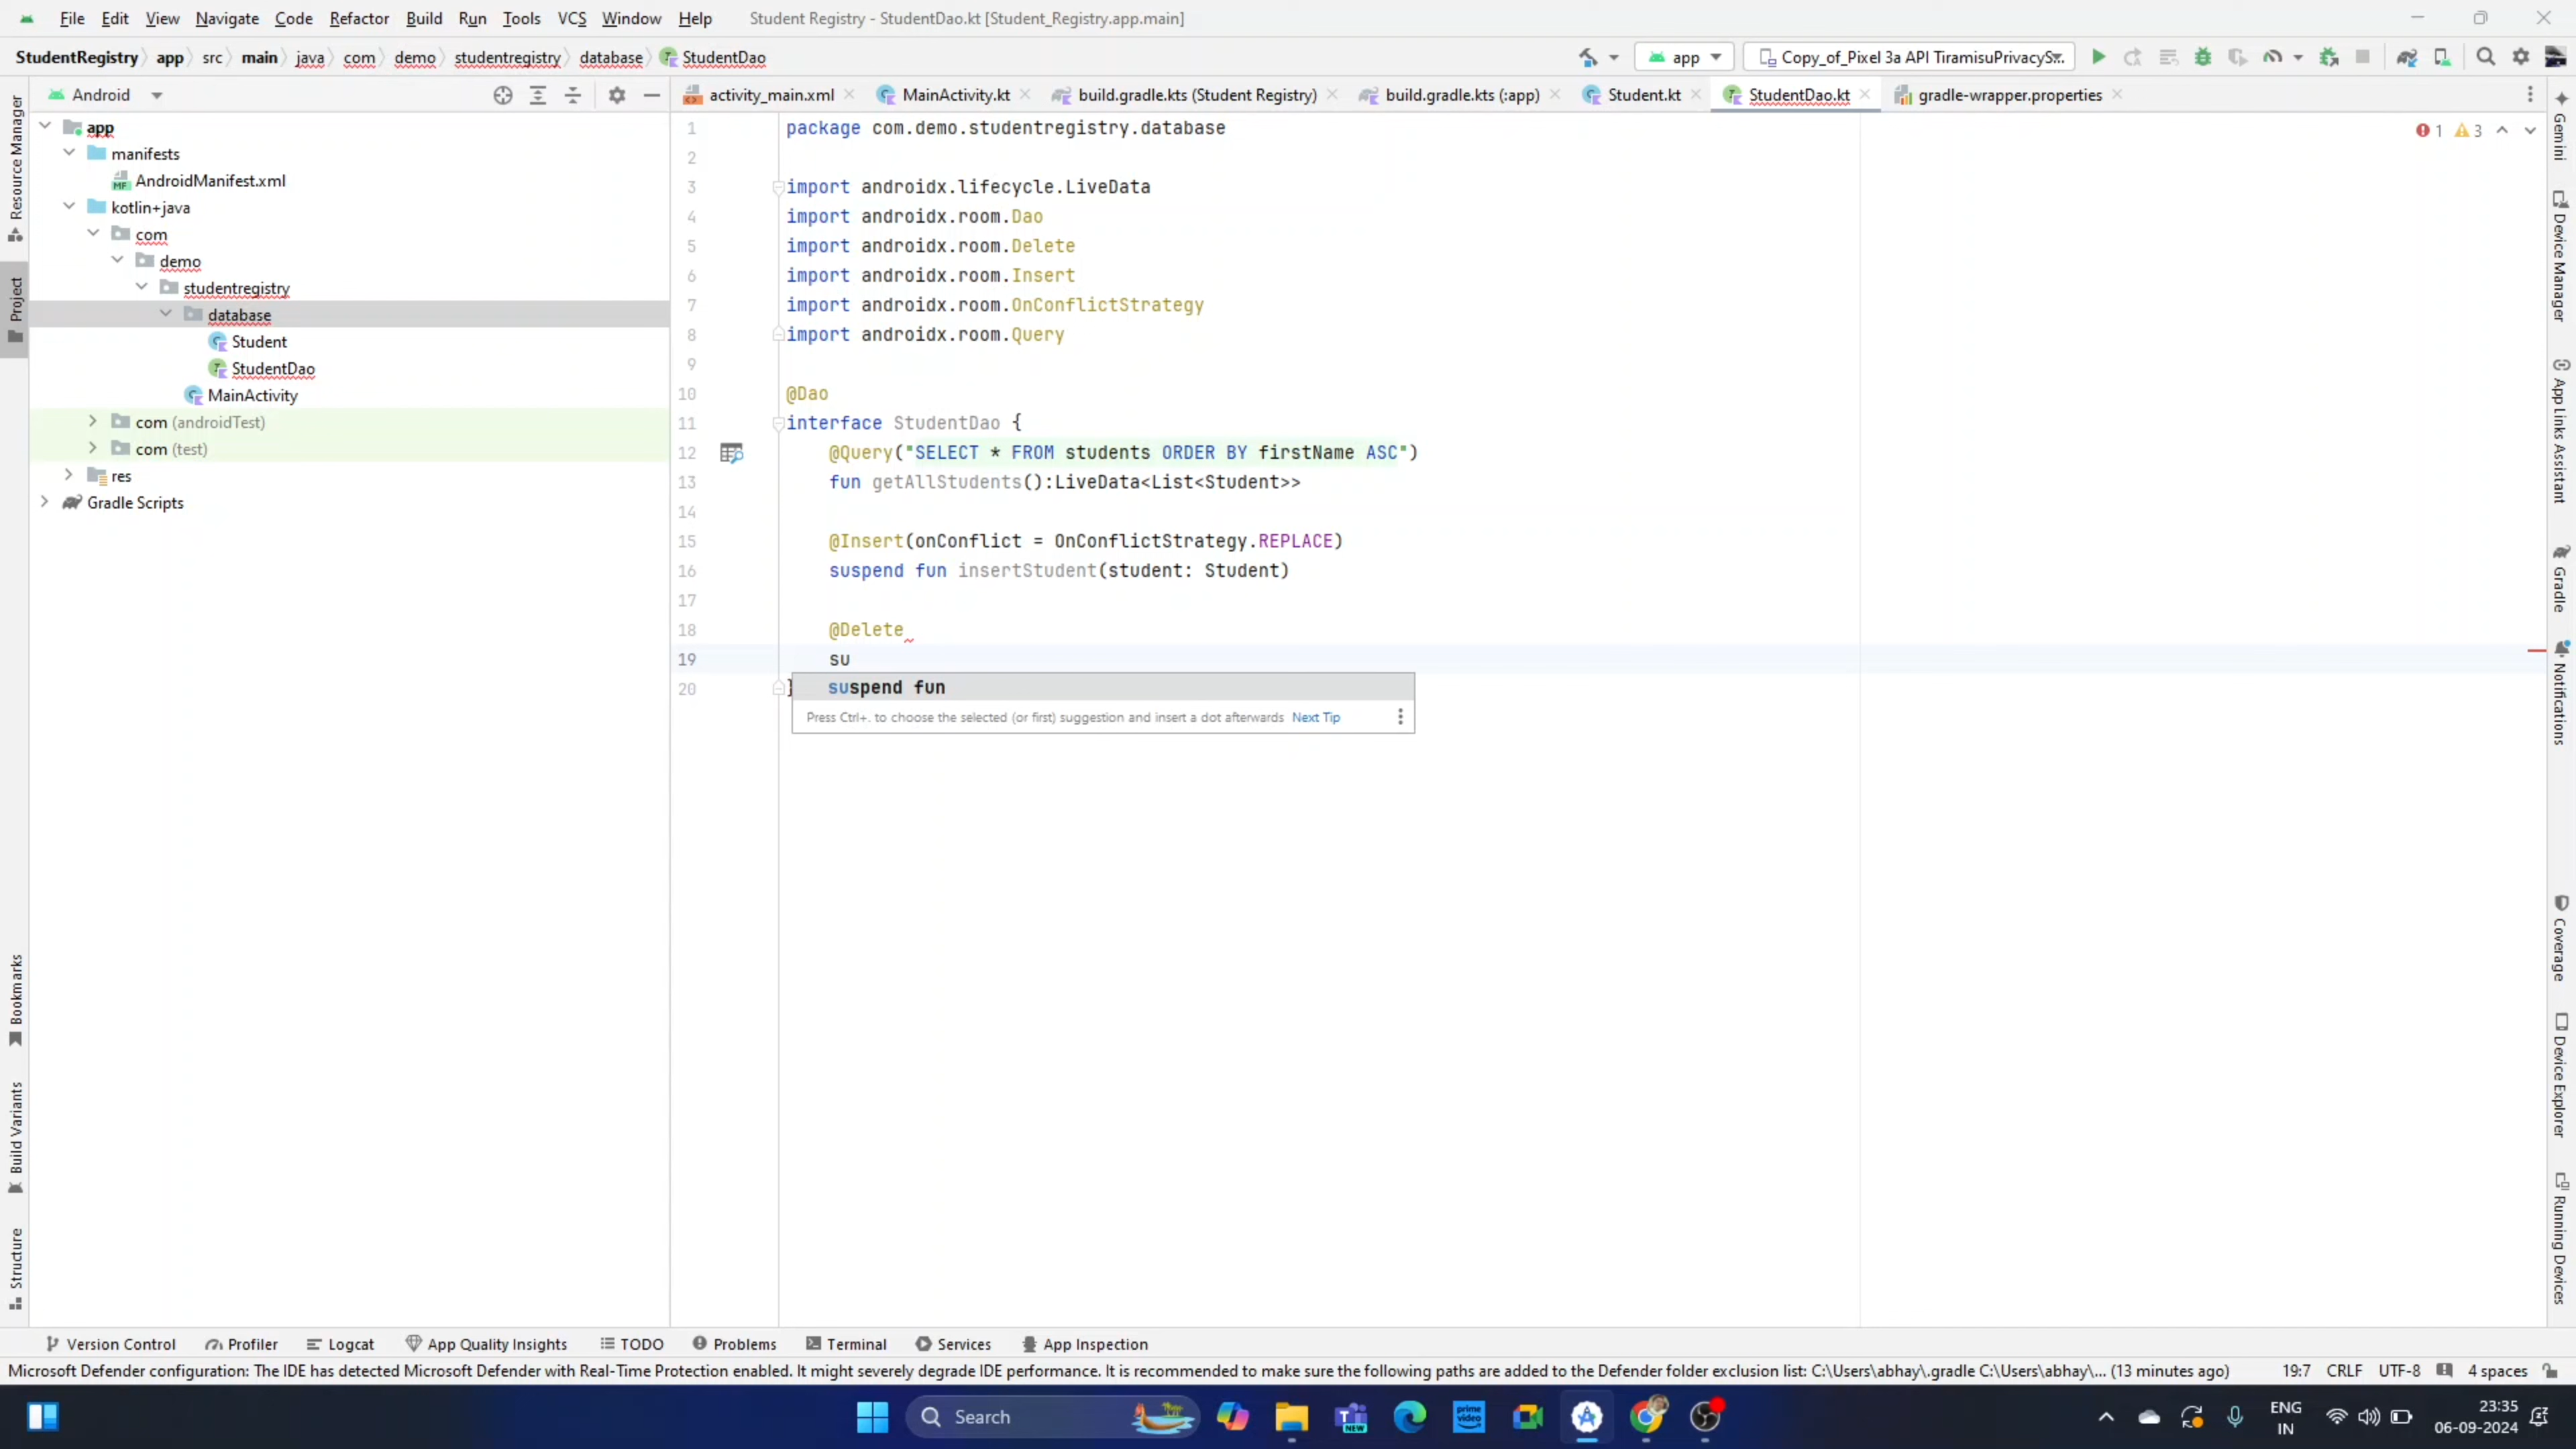 File Edit View Navigate Code Refactor Build Run Tools VCS Window Help Student Registry - StudentDao.kt [Student_Registry.app.main]
StudentRegistry app src main java com demo studentregistry database StudentDao app Copy_of_Pixel 3a API TiramisuPrivacyS..
Android
activity_main.xml MainActivity.kt build.gradle.kts (Student Registry) build.gradle.kts (:app) Student.kt StudentDao.kt gradle-wrapper.properties
app
manifests
AndroidManifest.xml
kotlin+java
com
demo
studentregistry
database
Student
StudentDao
MainActivity
com (androidTest)
com (test)
res
Gradle Scripts
1 package com.demo.studentregistry.database
2
3 import androidx.lifecycle.LiveData
4 import androidx.room.Dao
5 import androidx.room.Delete
6 import androidx.room.Insert
7 import androidx.room.OnConflictStrategy
8 import androidx.room.Query
9
10 @Dao
11 interface StudentDao {
12 @Query("SELECT * FROM students ORDER BY firstName ASC")
13 fun getAllStudents():LiveData<List<Student>>
14
15 @Insert(onConflict = OnConflictStrategy.REPLACE)
16 suspend fun insertStudent(student: Student)
17
18 @Delete
19 su
20 }
suspend fun
Press Ctrl+. to choose the selected (or first) suggestion and insert a dot afterwards Next Tip
1 3
Resource Manager
Project
Bookmarks
Build Variants
Structure
Gemini
Device Manager
App Links Assistant
Gradle
Notifications
Coverage
Device Explorer
Running Devices
Version Control Profiler Logcat App Quality Insights TODO Problems Terminal Services App Inspection
Microsoft Defender configuration: The IDE has detected Microsoft Defender with Real-Time Protection enabled. It might severely degrade IDE performance. It is recommended to make sure the following paths are added to the Defender folder exclusion list: C:\Users\abhay\.gradle C:\Users\abhay\... (13 minutes ago) 19:7 CRLF UTF-8 4 spaces
Search
prime video
NEW
ENG
IN
23:35
06-09-2024